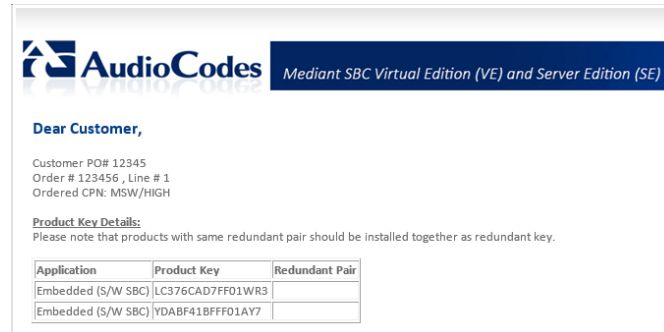 AudioCodes
Mediant SBC Virtual Edition (VE) and Server Edition (SE)
Dear Customer,
Customer PO# 12345
Order # 123456 , Line # 1
Ordered CPN: MSW/HIGH
Product Key Details:
Please note that products with same redundant pair should be installed together as redundant key.
Application Product Key Redundant Pair
Embedded (S/W SBC) LC376CAD7FF01WR3
Embedded (S/W SBC) YDABF41BFFF01AY7